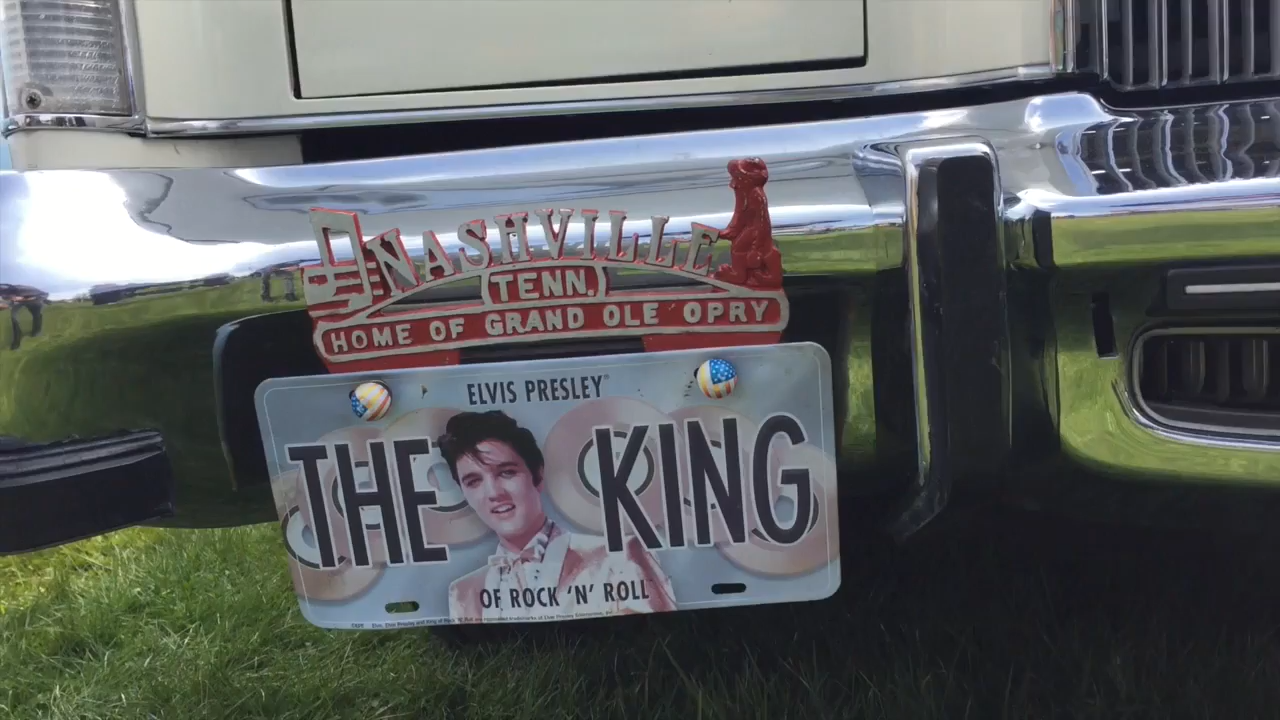 NASHVILLE
TENN.
HOME OF GRAND OLE OPRY
ELVIS PRESLEY®
THE KING
OF ROCK 'N' ROLL